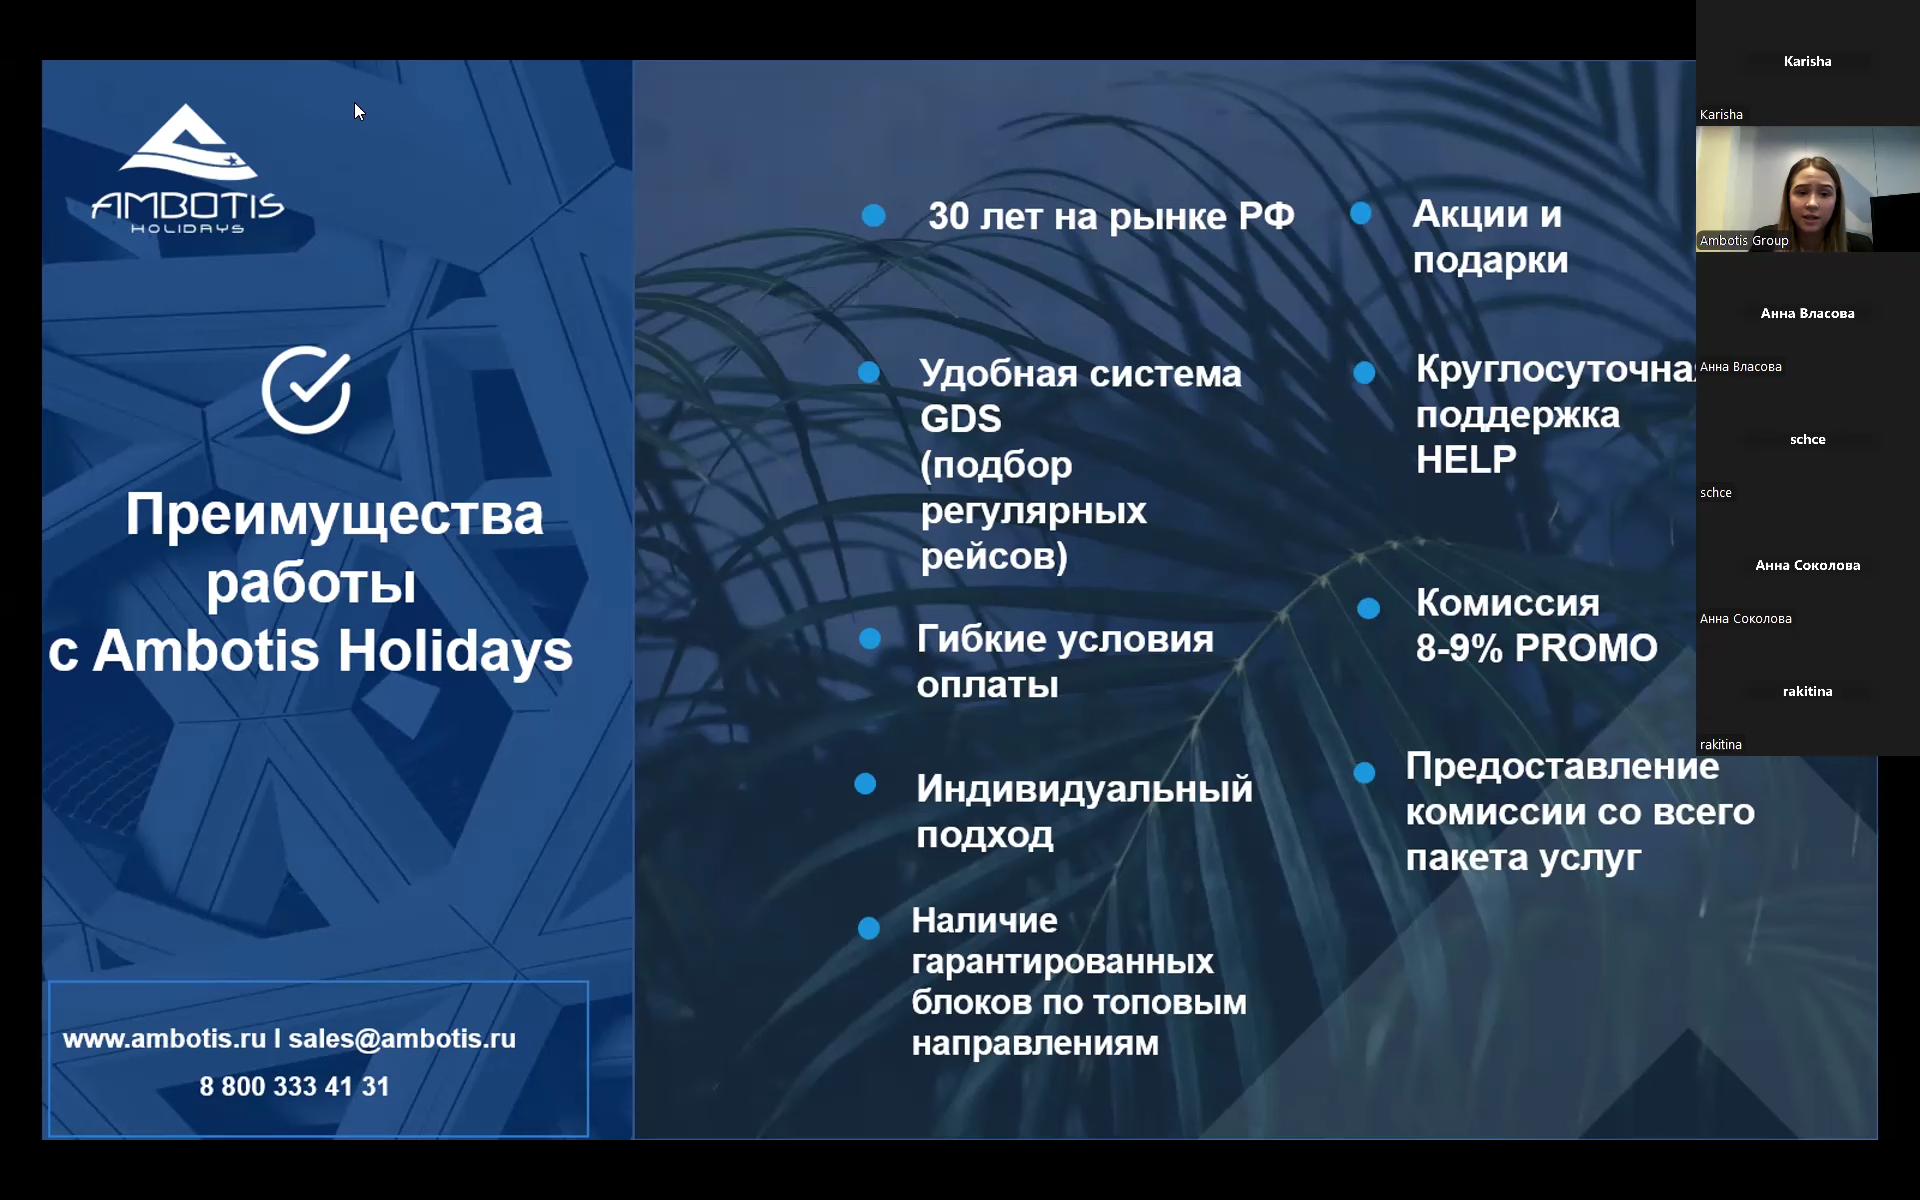 AMBOTIS
HOLIDAYS
Преимущества
работы
с Ambotis Holidays
www.ambotis.ru I sales@ambotis.ru
8 800 333 41 31
30 лет на рынке РФ
Удобная система
GDS
(подбор
регулярных
рейсов)
Гибкие условия
оплаты
Индивидуальный
подход
Наличие
гарантированных
блоков по топовым
направлениям
Акции и
подарки
Круглосуточна
поддержка
HELP
Комиссия
8-9% PROMO
Предоставление
комиссии со всего
пакета услуг
Karisha
Karisha
Ambotis Group
Анна Власова
Анна Власова
schce
schce
Анна Соколова
Анна Соколова
rakitina
rakitina